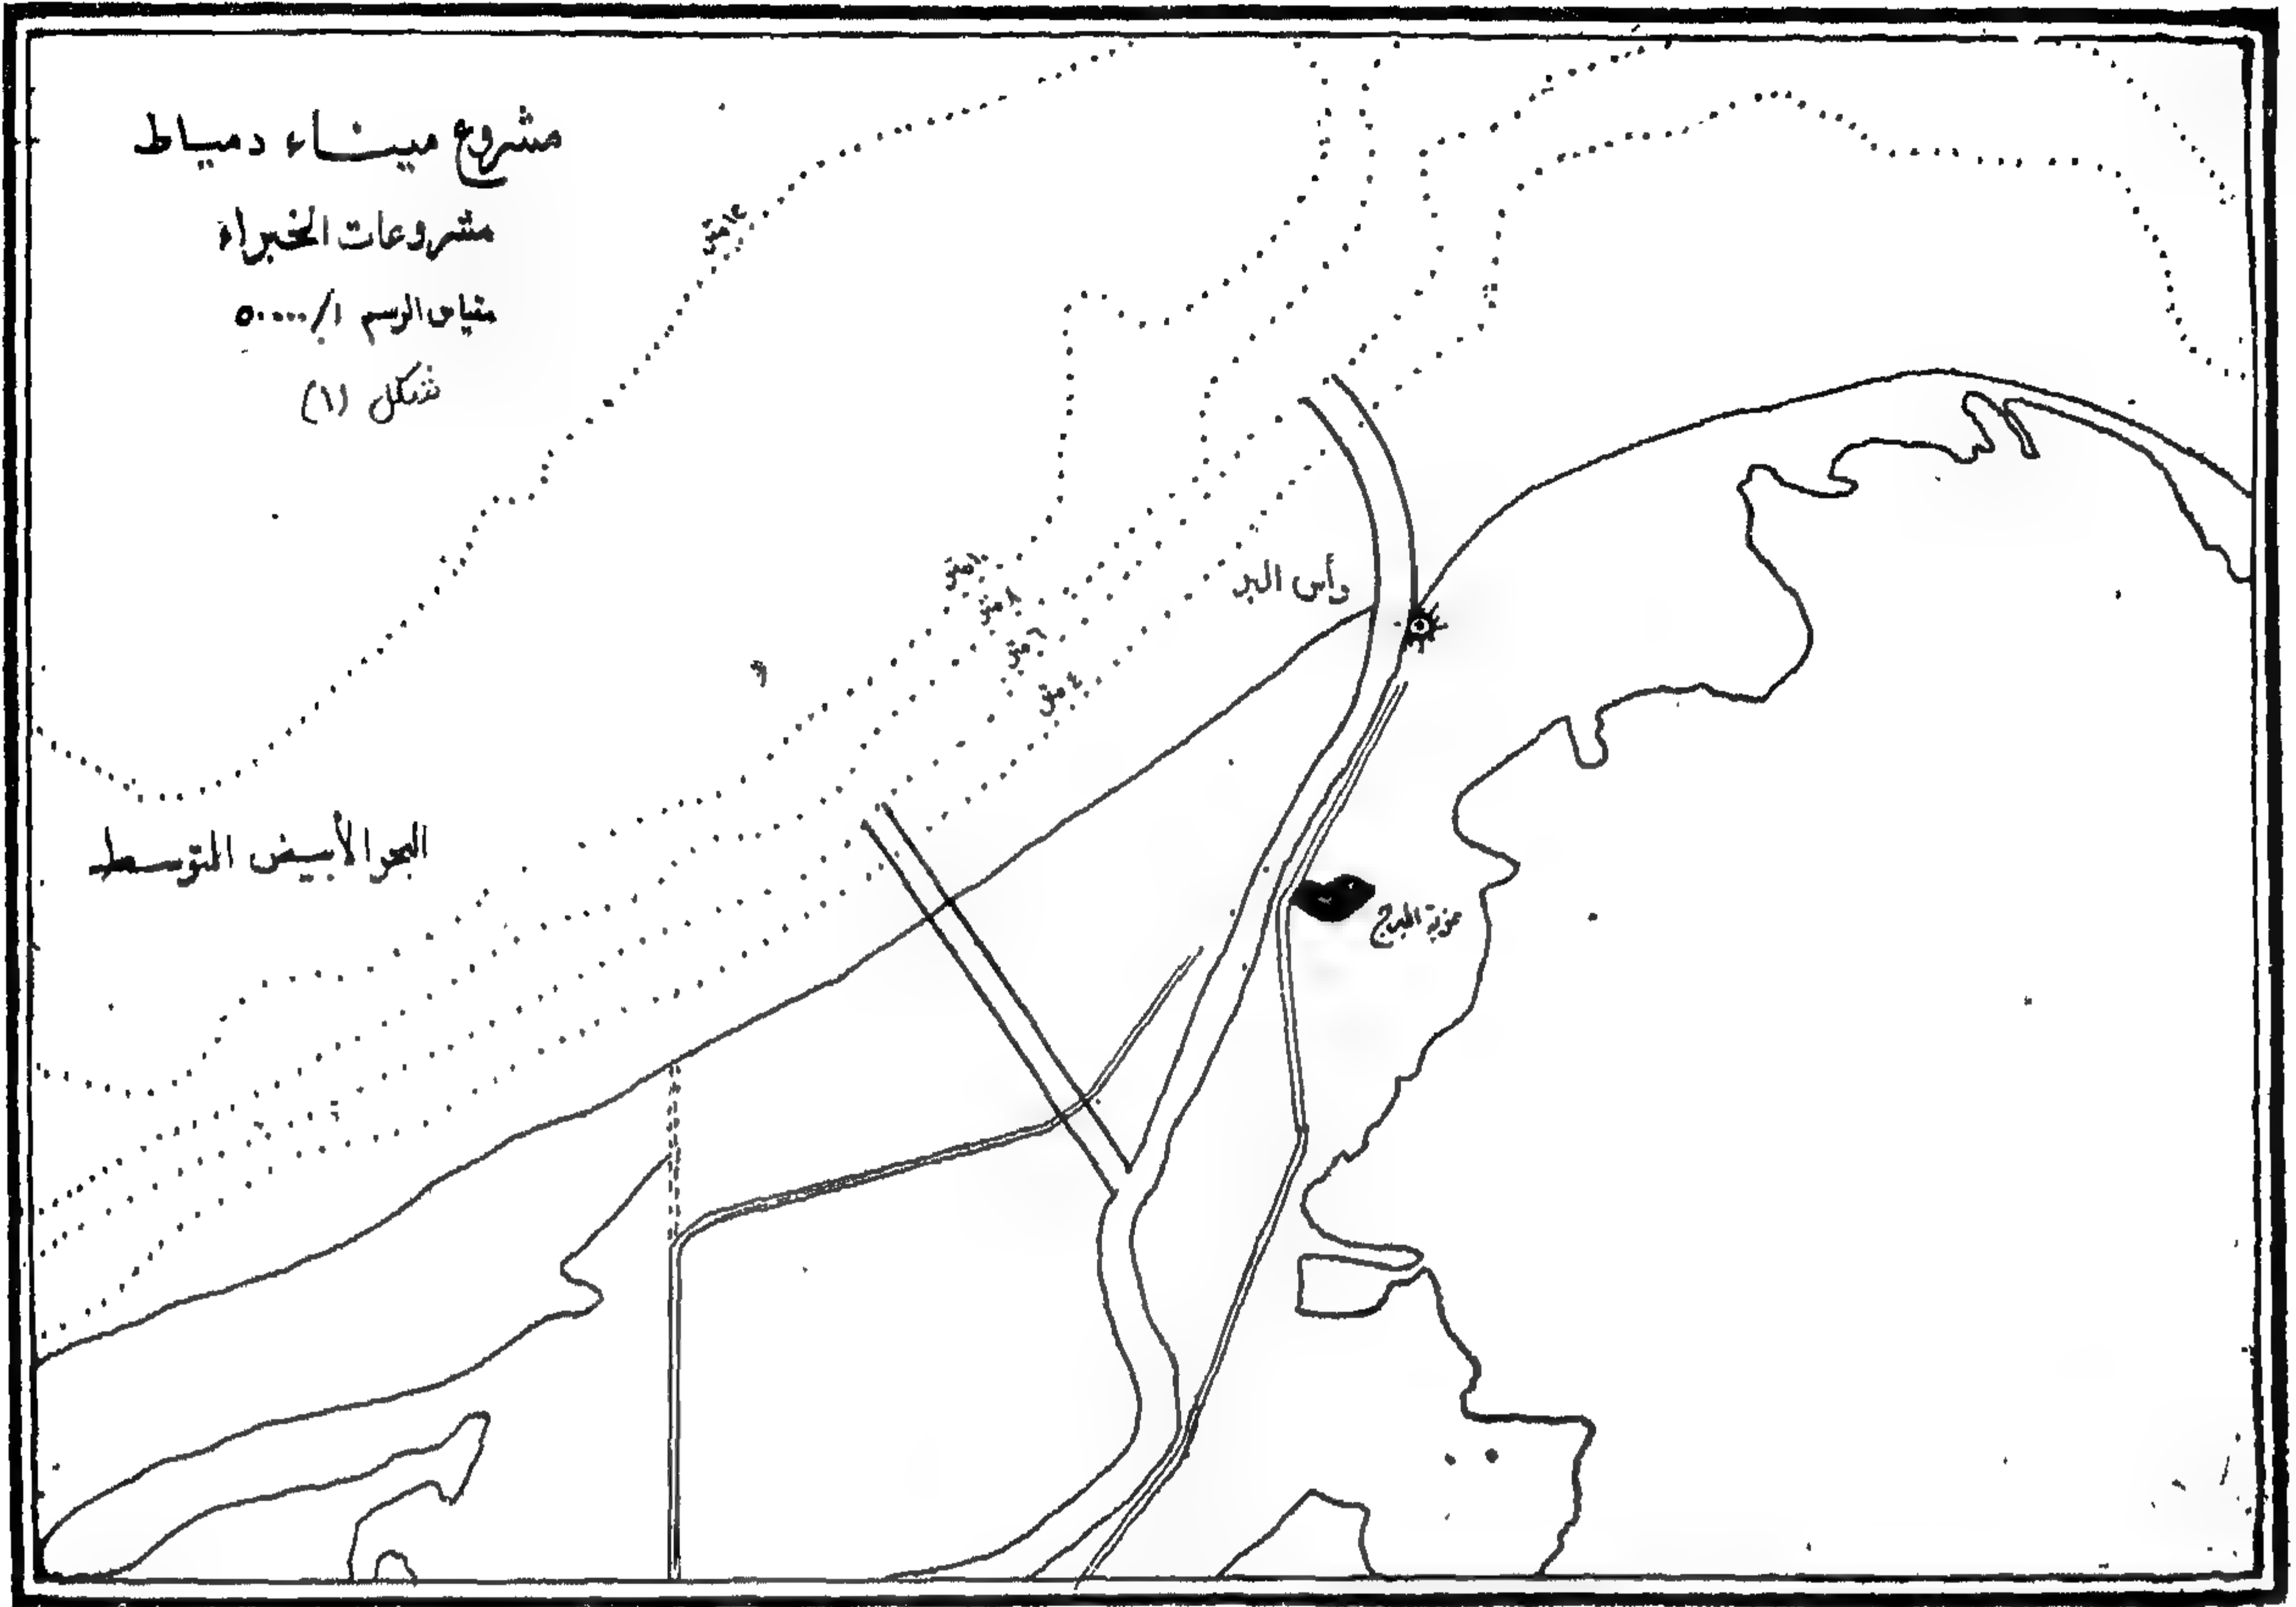 مشروع ميناء دمياط
مشروعات الخبراء
مقياس الرسم ١/٥٠٠٠٠
شكل (١)
١٠ متر
٨ متر
٦ متر
٤ متر
رأس البر
البحر الأبيض المتوسط
عزبة البرج